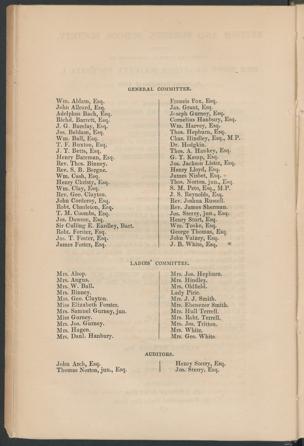 GENERAL COMMITTEE.
Wm. Aldam, Esq.
John Allcard, Esq.
Adolphus Bach, Esq.
Richd. Barrett, Esq.
J. G. Barclay, Esq.
Jos. Beldam, Esq.
Wm. Ball, Esq.
T. F. Buxton, Esq.
J. T. Betts, Esq.
Henry Bateman, Esq.
Rev. Thos. Binney.
Rev. S. B. Bergne.
Wm. Cash, Esq.
Henry Christy, Esq.
Wm. Clay, Esq.
Rev. Geo. Clayton.
John Corderoy, Esq.
Robt. Charleton, Esq.
T. M. Coombs, Esq.
Jos. Dawson, Esq.
Sir Culling E. Eardley, Bart.
Robt. Forster, Esq.
Jos. T. Foster, Esq.
James Foster, Esq.
Francis Fox, Esq.
Jas. Grant, Esq.
Joseph Gurney, Esq.
Cornelius Hanbury, Esq.
Wm. Harvey, Esq.
Thos. Hepburn, Esq.
Chas. Hindley, Esq., M.P.
Dr. Hodgkin.
Thos. A. Hankey, Esq.
G. T. Kemp, Esq.
Jos. Jackson Lister, Esq.
Henry Lloyd, Esq.
James Nisbet, Esq.
Thos. Norton, jun., Esq.
S. M. Peto, Esq., M.P.
J. S. Reynolds, Esq.
Rev. Joshua Russell.
Rev. James Sherman.
Jos. Sterry, jun., Esq.
Henry Sturt, Esq.
Wm. Tooke, Esq.
George Thomas, Esq.
John Vaizey, Esq.
J. B. White, Esq.
LADIES' COMMITTEE.
Mrs. Alsop.
Mrs. Angus.
Mrs. W. Ball.
Mrs. Binney.
Mrs. Geo. Clayton.
Miss Elizabeth Forster.
Mrs. Samuel Gurney, jun.
Miss Gurney.
Mrs. Jos. Gurney.
Mrs. Hagen.
Mrs. Danl. Hanbury.
Mrs. Jos. Hepburn.
Mrs. Hindley.
Mrs. Oldfield.
Lady Pirie.
Mrs. J. J. Smith.
Mrs. Ebenezer Smith.
Mrs. Hull Terrell.
Mrs. Robt. Terrell.
Mrs. Jos. Tritton.
Mrs. White.
Mrs. Geo. White.
AUDITORS.
John Asch, Esq.
Thomas Norton, jun., Esq.
Henry Sterry, Esq.
Jos. Sterry, Esq.